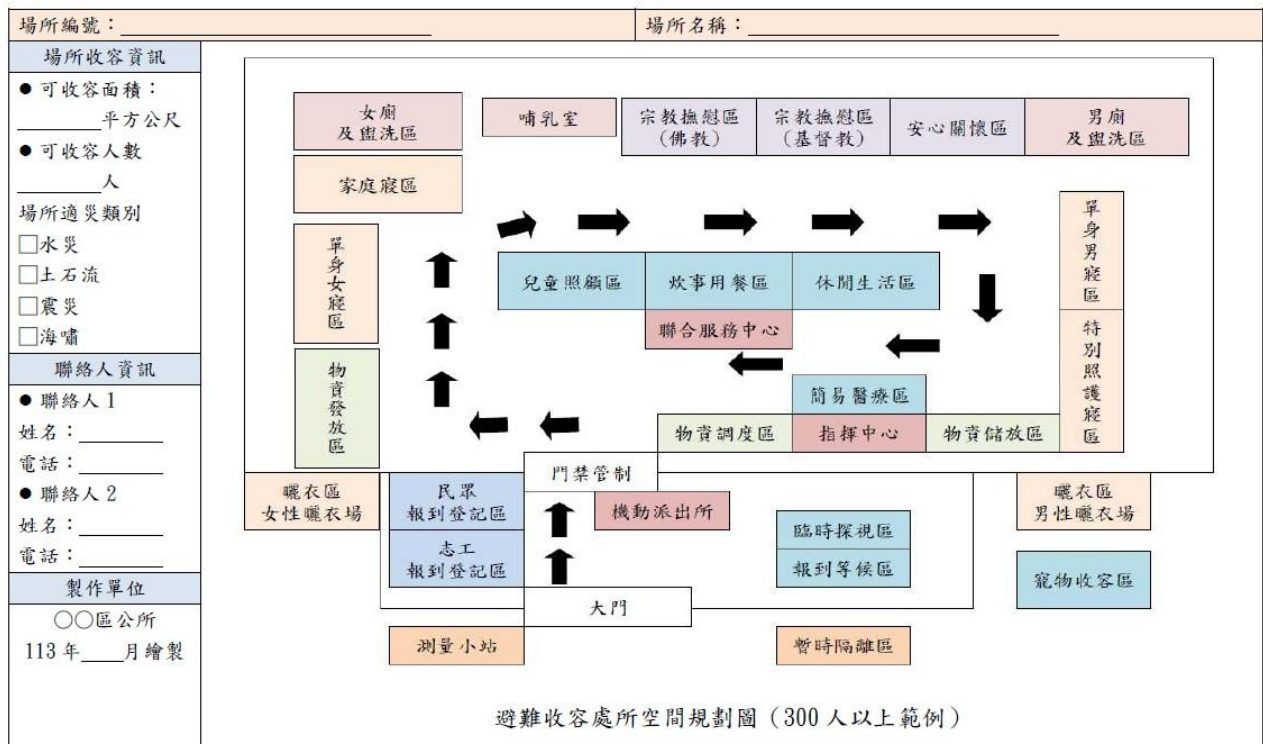 場所編號：
場所名稱：
場所收容資訊
● 可收容面積：
平方公尺
● 可收容人數
人
場所適災類別
□水災
□土石流
□震災
□海嘯
聯絡人資訊
● 聯絡人 1
姓名：
電話：
● 聯絡人 2
姓名：
電話：
製作單位
○○區公所
113 年____月繪製
女廁
及盥洗區
哺乳室
宗教撫慰區
(佛教)
宗教撫慰區
(基督教)
安心關懷區
男廁
及盥洗區
家庭寢區
單身女寢區
物資發放區
兒童照顧區
炊事用餐區
休閒生活區
聯合服務中心
單身男寢區
特別照護寢區
簡易醫療區
物資調度區
指揮中心
物資儲放區
門禁管制
曬衣區
女性曬衣場
民眾
報到登記區
機動派出所
臨時探視區
曬衣區
男性曬衣場
志工
報到登記區
報到等候區
寵物收容區
大門
測量小站
暫時隔離區
避難收容處所空間規劃圖（300 人以上範例）